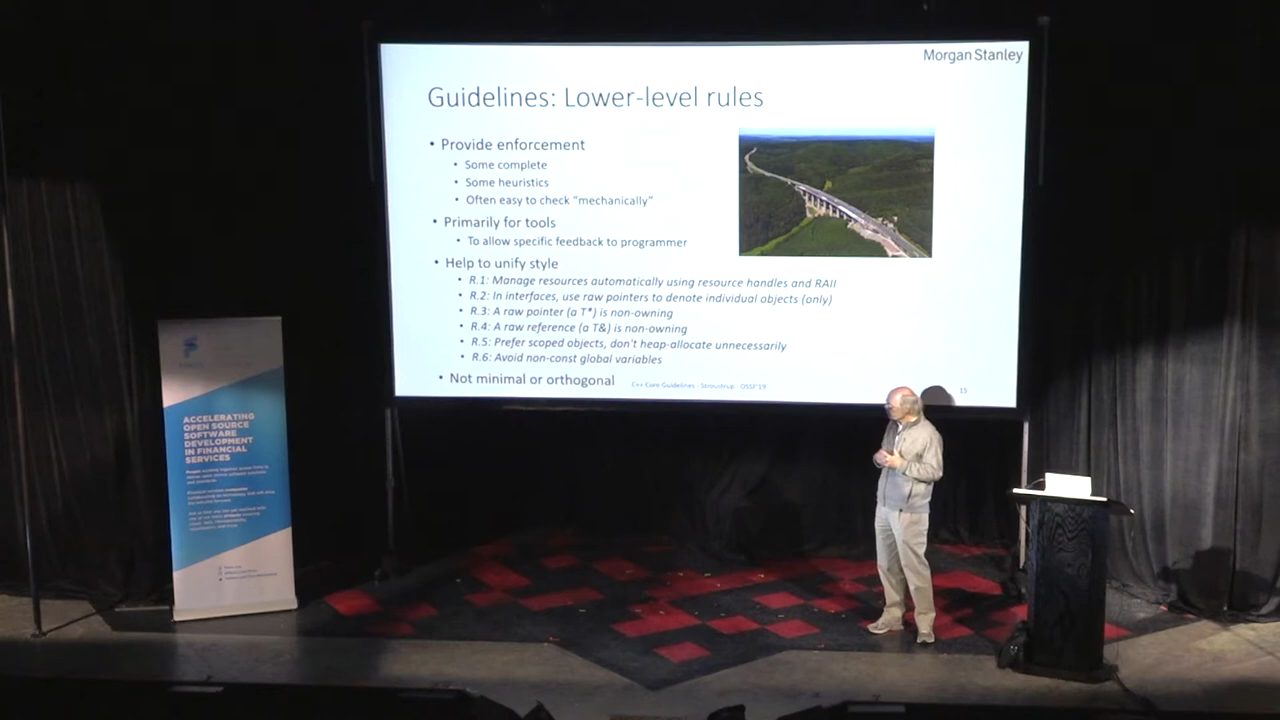 Morgan Stanley
Guidelines: Lower-level rules
• Provide enforcement
• Some complete
• Some heuristics
• Often easy to check "mechanically"
• Primarily for tools
• To allow specific feedback to programmer
• Help to unify style
• R.1: Manage resources automatically using resource handles and RAII
• R.2: In interfaces, use raw pointers to denote individual objects (only)
• R.3: A raw pointer (a T*) is non-owning
• R.4: A raw reference (a T&) is non-owning
• R.5: Prefer scoped objects, don't heap-allocate unnecessarily
• R.6: Avoid non-const global variables
• Not minimal or orthogonal
C++ Core Guidelines - Stroustrup - OSSF'19
15
ACCELERATING
OPEN SOURCE
SOFTWARE
DEVELOPMENT
IN FINANCIAL
SERVICES